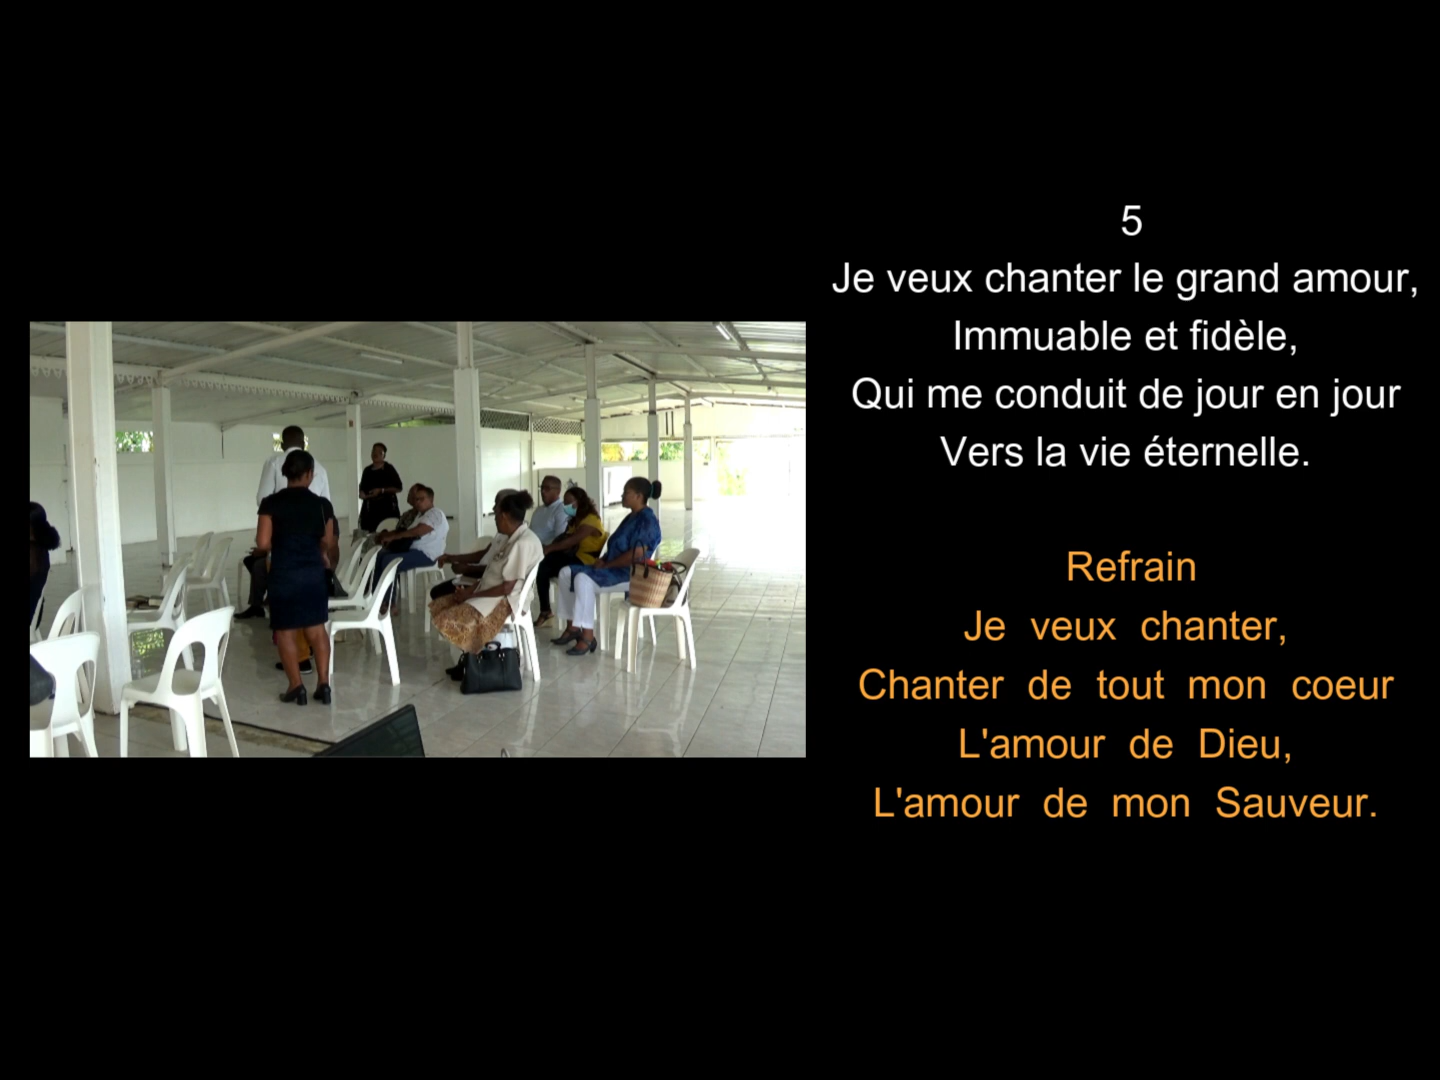 5
Je veux chanter le grand amour,
Immuable et fidèle,
Qui me conduit de jour en jour
Vers la vie éternelle.
Refrain
Je veux chanter,
Chanter de tout mon coeur
L'amour de Dieu,
L'amour de mon Sauveur.